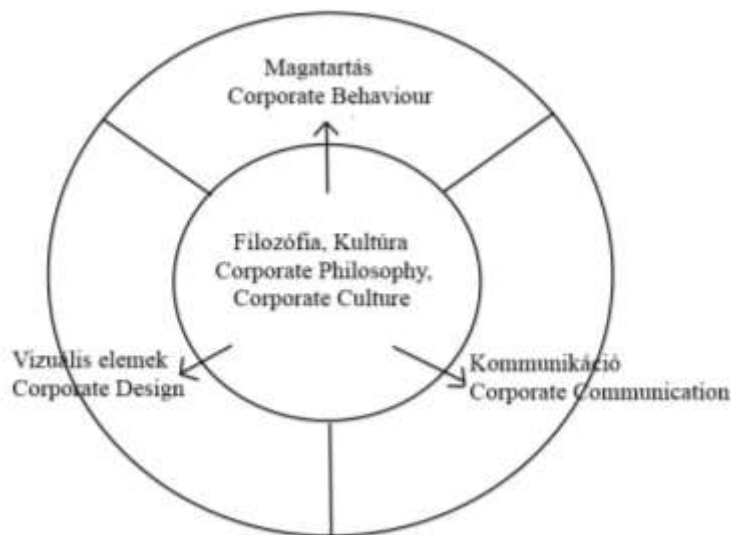 Magatartás
Corporate Behaviour
Filozófia, Kultúra
Corporate Philosophy,
Corporate Culture
Vizuális elemek
Corporate Design
Kommunikáció
Corporate Communication